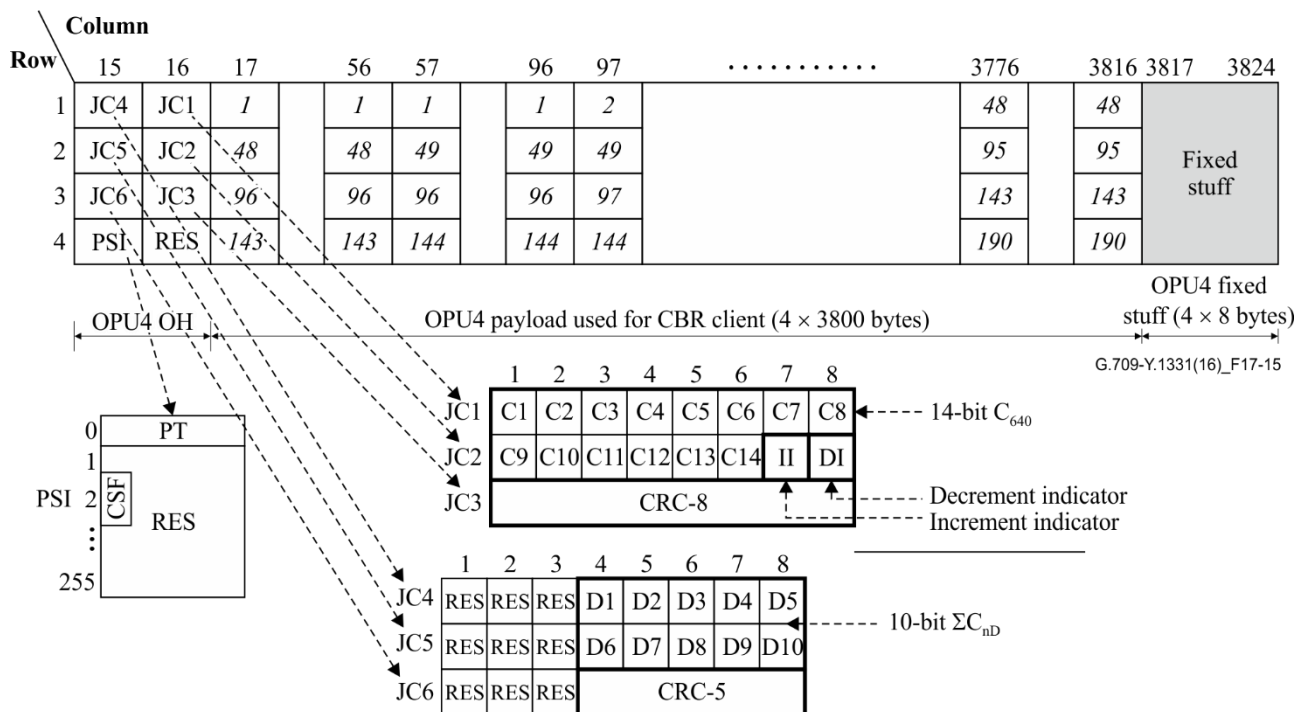 Column
Row 15 16 17 56 57 96 97 . . . . . . . . . . . 3776 3816 3817 3824
1 JC4 JC1 1 1 1 1 2 48 48
2 JC5 JC2 48 48 49 49 49 95 95
3 JC6 JC3 96 96 96 96 97 143 143
4 PSI RES 143 143 144 144 144 190 190
Fixed
stuff
OPU4 OH
OPU4 payload used for CBR client (4 × 3800 bytes)
OPU4 fixed
stuff (4 × 8 bytes)
G.709-Y.1331(16)_F17-15
1 2 3 4 5 6 7 8
JC1 C1 C2 C3 C4 C5 C6 C7 C8 14-bit C640
JC2 C9 C10 C11 C12 C13 C14 II DI
JC3 CRC-8
Decrement indicator
Increment indicator
0 PT
1
PSI 2 CSF RES
⋮
255
1 2 3 4 5 6 7 8
JC4 RES RES RES D1 D2 D3 D4 D5
10-bit ΣCnD
JC5 RES RES RES D6 D7 D8 D9 D10
JC6 RES RES RES CRC-5